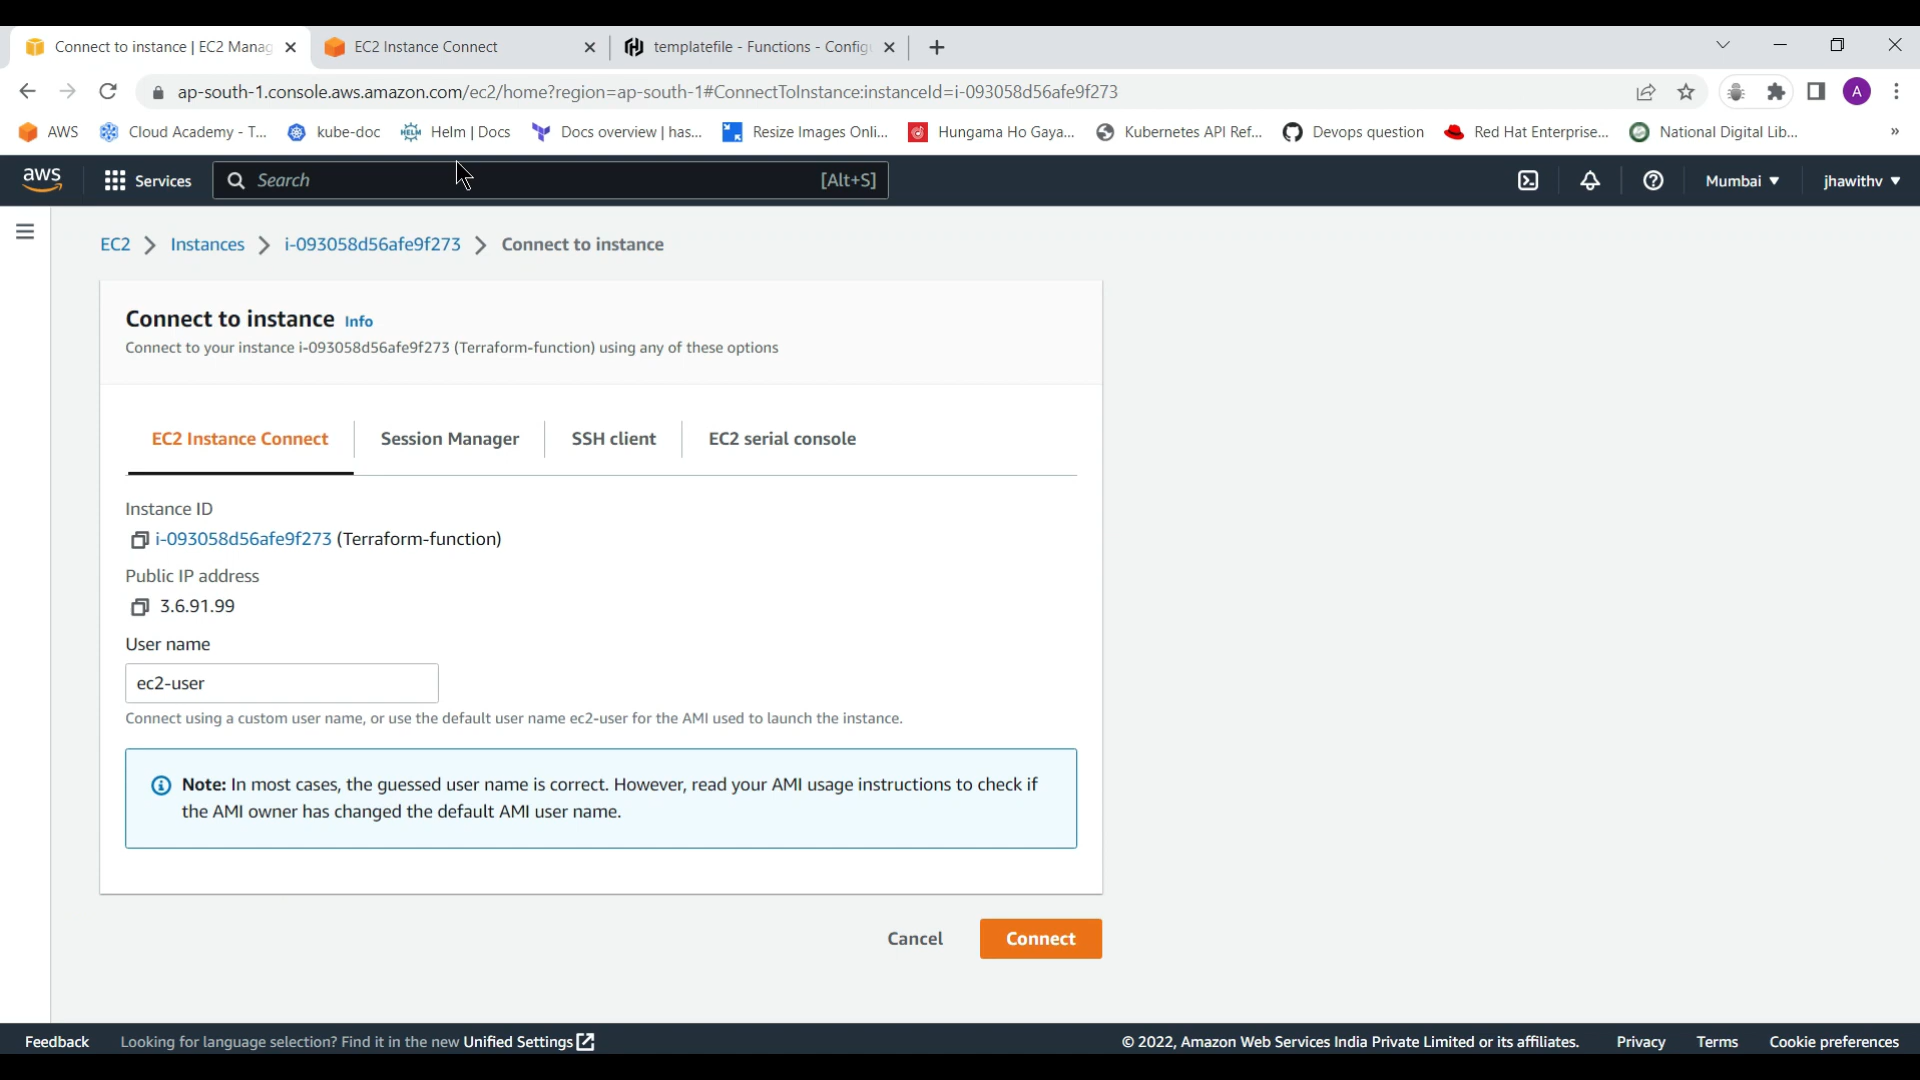 Connect to instance | EC2 Manag
EC2 Instance Connect
templatefile - Functions - Configu
ap-south-1.console.aws.amazon.com/ec2/home?region=ap-south-1#ConnectToInstance:instanceId=i-093058d56afe9f273
A
AWS
Cloud Academy - T...
kube-doc
HELM
Helm | Docs
Docs overview | has...
Resize Images Onli...
Hungama Ho Gaya...
Kubernetes API Ref...
Devops question
Red Hat Enterprise...
National Digital Lib...
»
aws
Services
Search
[Alt+S]
Mumbai
jhawithv
EC2
Instances
i-093058d56afe9f273
Connect to instance
Connect to instance Info
Connect to your instance i-093058d56afe9f273 (Terraform-function) using any of these options
EC2 Instance Connect
Session Manager
SSH client
EC2 serial console
Instance ID
i-093058d56afe9f273 (Terraform-function)
Public IP address
3.6.91.99
User name
ec2-user
Connect using a custom user name, or use the default user name ec2-user for the AMI used to launch the instance.
Note: In most cases, the guessed user name is correct. However, read your AMI usage instructions to check if
the AMI owner has changed the default AMI user name.
Cancel
Connect
Feedback
Looking for language selection? Find it in the new Unified Settings
© 2022, Amazon Web Services India Private Limited or its affiliates.
Privacy
Terms
Cookie preferences